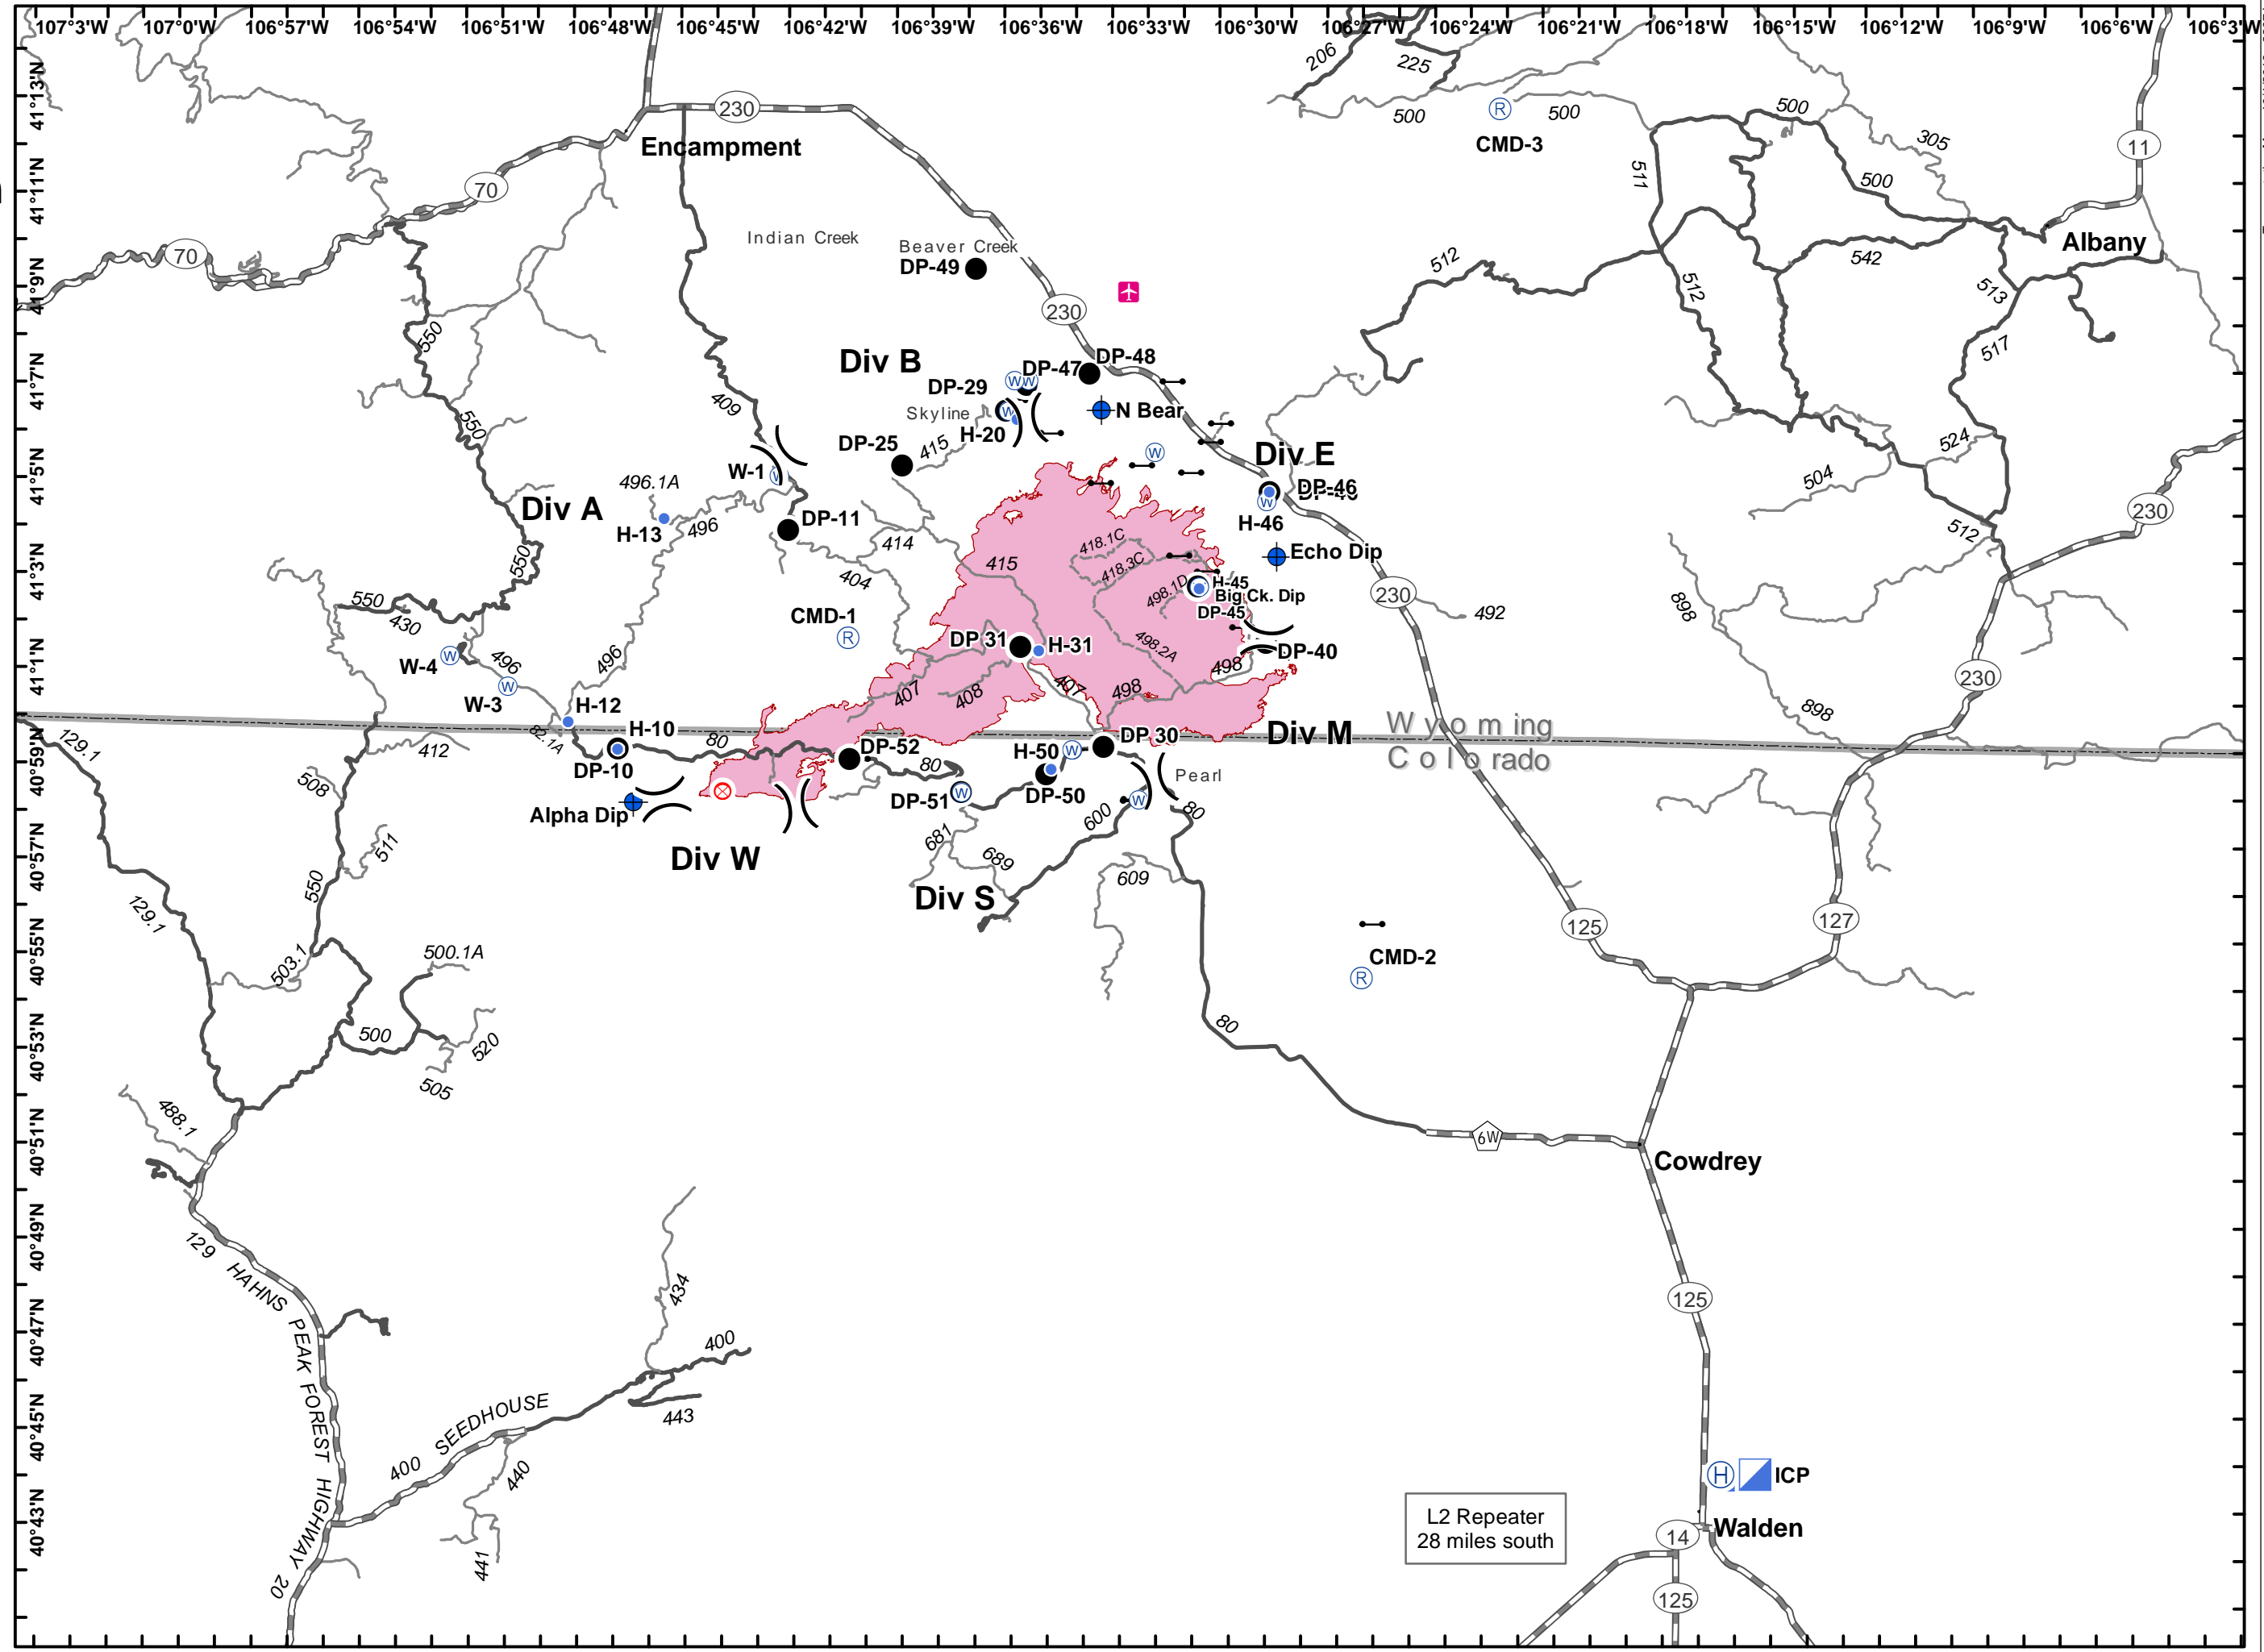 107°3'W 107°0'W 106°57'W 106°54'W 106°51'W 106°48'W 106°45'W 106°42'W 106°39'W 106°36'W 106°33'W 106°30'W 106°27'W 106°24'W 106°21'W 106°18'W 106°15'W 106°12'W 106°9'W 106°6'W 106°3'W
206
225
41°13'N
230
500
500
500
CMD-3
305
11
Encampment
511
500
41°11'N
70
Indian Creek
Beaver Creek
DP-49
70
Albany
542
512
512
513
41°9'N
230
550
517
41°7'N
Div B
DP-47
DP-48
DP-29
W
W
W
N Bear
409
Skyline
H-20
550
DP-25
415
W
Div E
524
504
41°5'N
W-1
W
496.1A
DP-46
W
H-46
230
Div A
DP-11
H-13
496
414
418.1C
Echo Dip
512
550
415
418.3C
41°3'N
404
498.1D
H-45
Big Ck. Dip
DP-45
230
492
898
550
430
CMD-1
R
DP 31
H-31
498.2A
DP-40
W
W-4
496
496
498
41°1'N
W
W-3
407
408
407
498
230
H-12
898
Div M
Wyoming
Colorado
82.1A
H-10
80
DP-52
H-50
W
DP 30
129.1
412
40°59'N
DP-10
80
Pearl
508
DP-51
W
DP-50
W
80
Alpha Dip
600
681
511
689
40°57'N
Div W
609
550
Div S
129.1
125
127
40°55'N
500.1A
503.1
CMD-2
R
500
520
80
40°53'N
505
488.1
40°51'N
6W
Cowdrey
40°49'N
129
HAHNS PEAK FOREST HIGHWAY
434
125
40°47'N
400
SEEDHOUSE
443
40°45'N
400
440
H
ICP
40°43'N
L2 Repeater
28 miles south
14
Walden
441
20
125